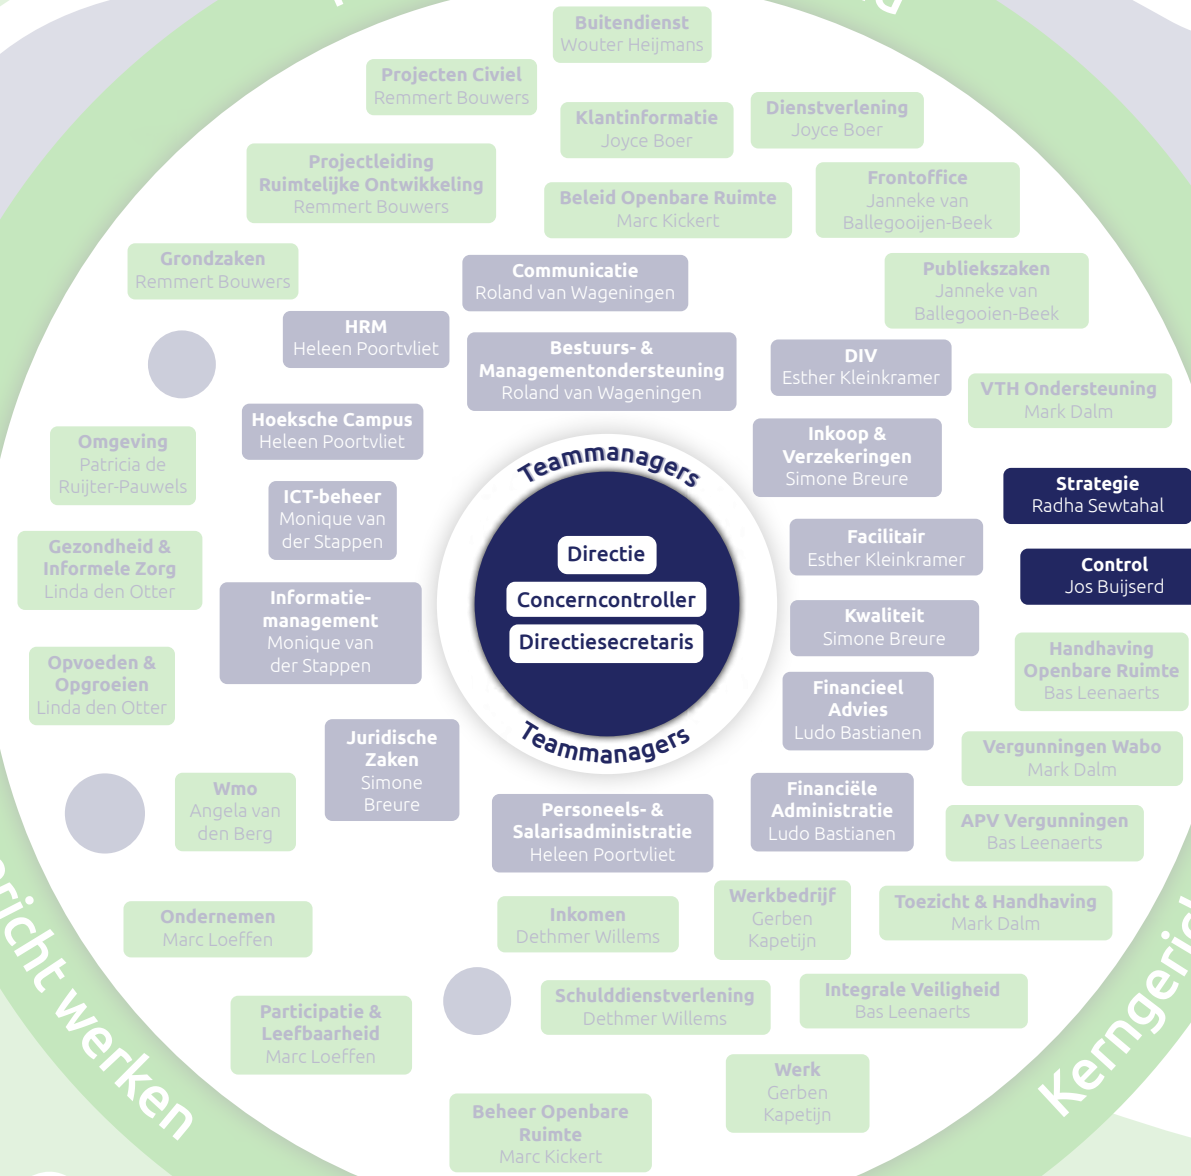 Buitendienst
Wouter Heijmans
Projecten Civiel
Remmert Bouwers
Klantinformatie
Joyce Boer
Dienstverlening
Joyce Boer
Projectleiding
Ruimtelijke Ontwikkeling
Remmert Bouwers
Beleid Openbare Ruimte
Marc Kickert
Frontoffice
Janneke van
Ballegooijen-Beek
Grondzaken
Remmert Bouwers
Communicatie
Roland van Wageningen
Publiekszaken
Janneke van
Ballegooien-Beek
HRM
Heleen Poortvliet
Bestuurs- &
Managementondersteuning
Roland van Wageningen
DIV
Esther Kleinkramer
VTH Ondersteuning
Mark Dalm
Hoeksche Campus
Heleen Poortvliet
Inkoop &
Verzekeringen
Simone Breure
Omgeving
Patricia de
Ruijter-Pauwels
Teammanagers
Strategie
Radha Sewtahal
ICT-beheer
Monique van
der Stappen
Directie
Concerncontroller
Directiesecretaris
Facilitair
Esther Kleinkramer
Gezondheid &
Informele Zorg
Linda den Otter
Control
Jos Buijserd
Informatie-
management
Monique van
der Stappen
Kwaliteit
Simone Breure
Opvoeden &
Opgroeien
Linda den Otter
Handhaving
Openbare Ruimte
Bas Leenaerts
Financieel
Advies
Ludo Bastianen
Teammanagers
Juridische
Zaken
Simone
Breure
Vergunningen Wabo
Mark Dalm
Wmo
Angela van
den Berg
Financiële
Administratie
Ludo Bastianen
Personeels- &
Salarisadministratie
Heleen Poortvliet
APV Vergunningen
Bas Leenaerts
Ondernemen
Marc Loeffen
Inkomen
Dethmer Willems
Werkbedrijf
Gerben
Kapetijn
Toezicht & Handhaving
Mark Dalm
Schulddienstverlening
Dethmer Willems
Integrale Veiligheid
Bas Leenaerts
Participatie &
Leefbaarheid
Marc Loeffen
Werk
Gerben
Kapetijn
Beheer Openbare
Ruimte
Marc Kickert
werken